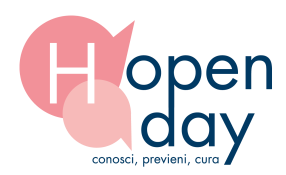 H open
day
conosci, previeni, cura